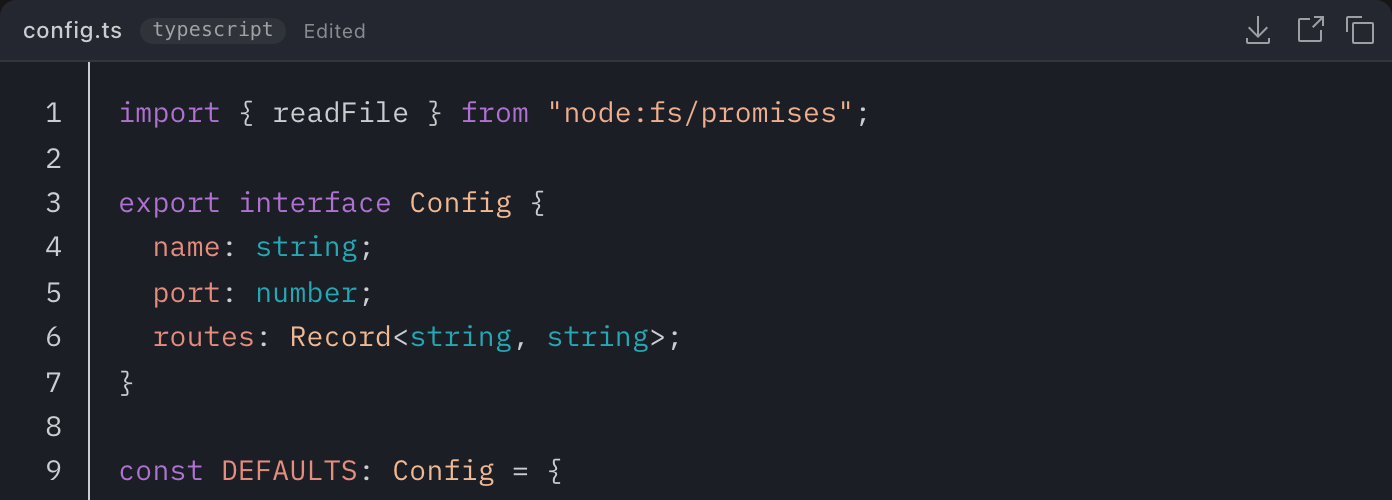 config.ts typescript Edited
1 import { readFile } from "node:fs/promises";
2
3 export interface Config {
4   name: string;
5   port: number;
6   routes: Record<string, string>;
7 }
8
9 const DEFAULTS: Config = {